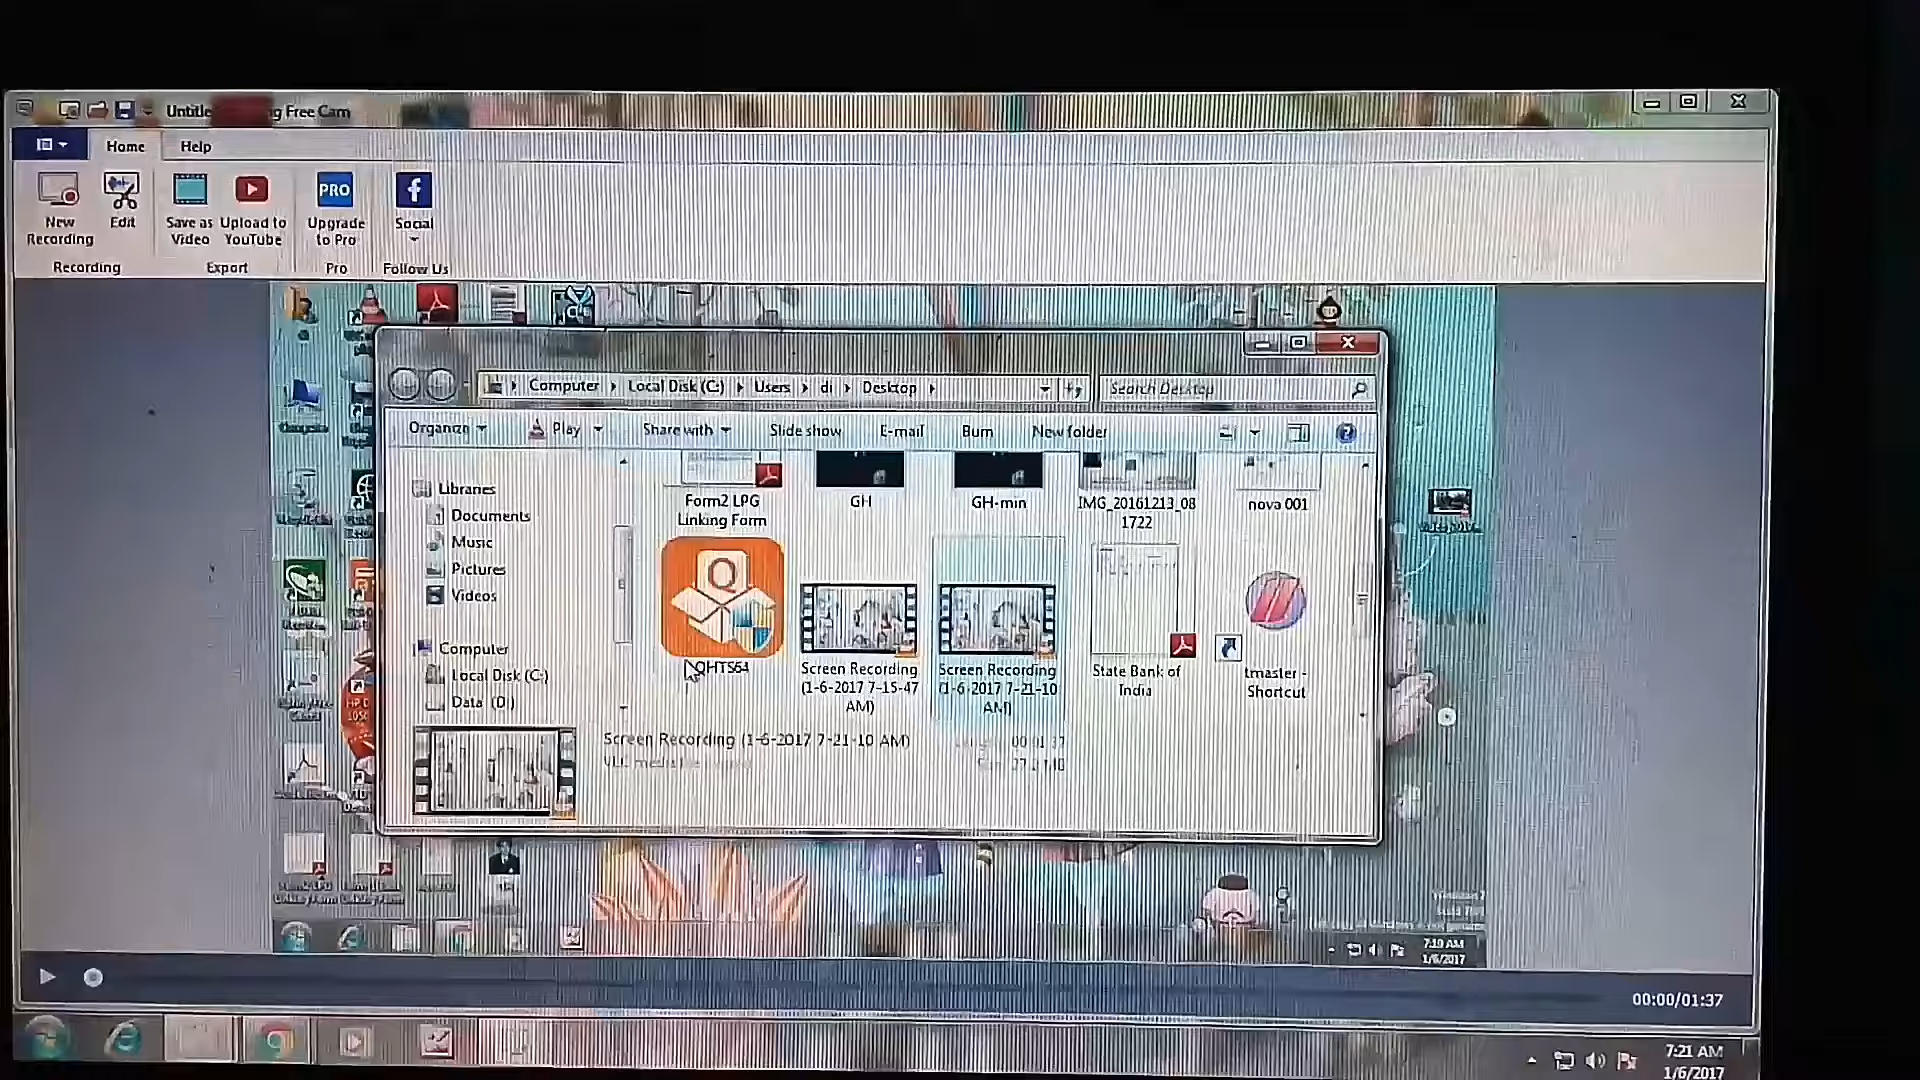 Free Cam
Home
Help
New
Recording
Edit
Save as
Video
Upload to
YouTube
PRO
Upgrade
to Pro
Social
Recording
Export
Pro
Follow Us
Computer
Local Disk (C:)
Users
di
Desktop
Search Desktop
Organize
Play
Share with
Slide show
E-mail
Burn
New folder
Libraries
Documents
Music
Pictures
Videos
Computer
Local Disk (C:)
Data (D:)
Form2 LPG
Linking Form
GH
GH-min
IMG_20161213_08
1722
nova 001
QHTS64
Screen Recording
(1-6-2017 7-15-47
AM)
Screen Recording
(1-6-2017 7-21-10
AM)
State Bank of
India
tmaster -
Shortcut
Screen Recording (1-6-2017 7-21-10 AM)
00:01:37
7:19 AM
1/6/2017
00:00/01:37
7:21 AM
1/6/2017